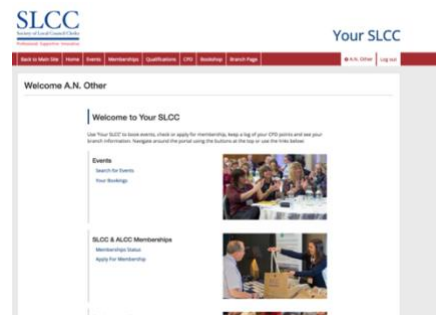 SLCC
Society of Local Council Clerks
Professional Supportive Innovative
Your SLCC
Back to Main Site Home Events Memberships Qualifications CPD Bookshop Branch Page A.N. Other Log out
Welcome A.N. Other
Welcome to Your SLCC
Use 'Your SLCC' to book events, check or apply for membership, keep a log of your CPD points and see your
branch information. Navigate around the portal using the buttons at the top or use the links below:
Events
Search for Events
Your Bookings
SLCC & ALCC Memberships
Memberships Status
Apply For Membership